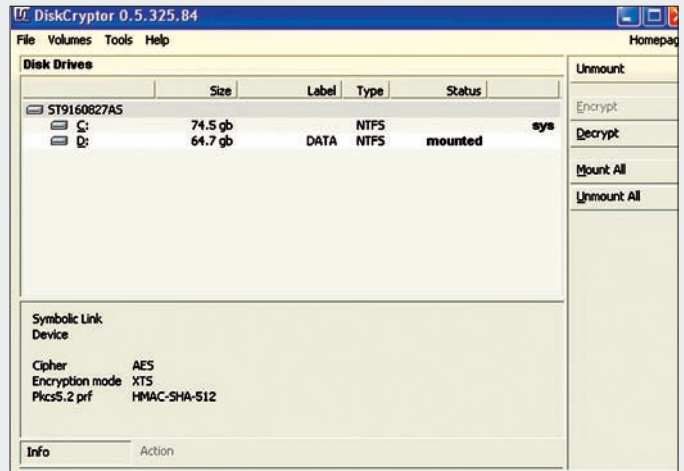 DiskCryptor 0.5.325.84
File Volumes Tools Help Homepag
Disk Drives
Size Label Type Status
ST9160827AS
C: 74.5 gb NTFS sys
D: 64.7 gb DATA NTFS mounted
Unmount
Encrypt
Decrypt
Mount All
Unmount All
Symbolic Link
Device
Cipher AES
Encryption mode XTS
Pkcs5.2 prf HMAC-SHA-512
Info Action